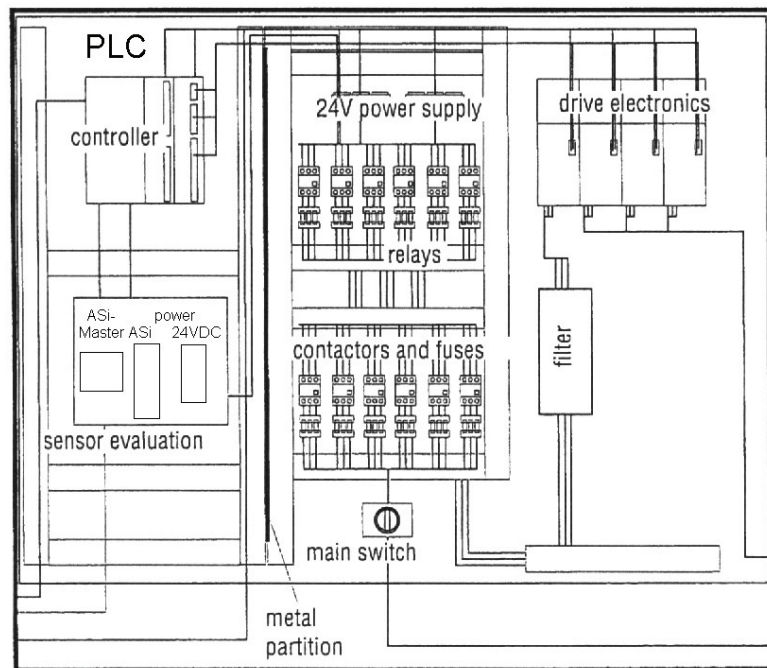 PLC
controller
24V power supply
drive electronics
relays
ASi-
Master
ASi
power
24VDC
contactors and fuses
filter
sensor evaluation
main switch
metal
partition